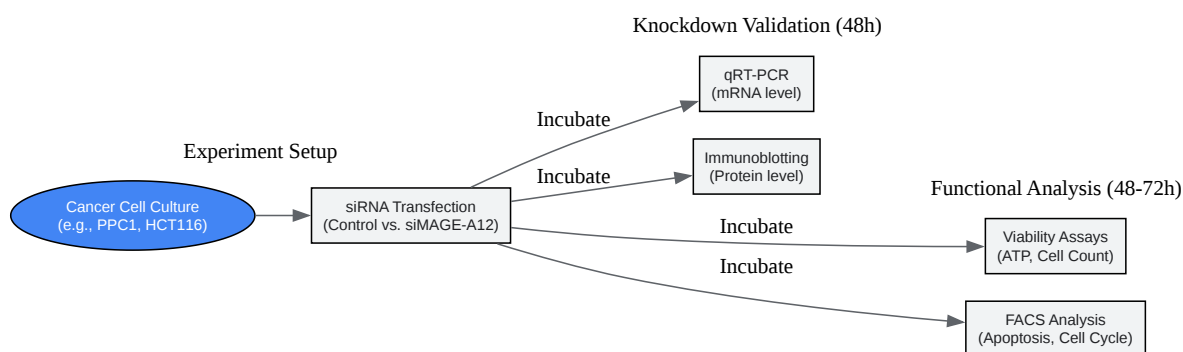 Knockdown Validation (48h)
qRT-PCR
(mRNA level)
Incubate
Experiment Setup
Immunoblotting
(Protein level)
Incubate
Functional Analysis (48-72h)
Cancer Cell Culture
(e.g., PPC1, HCT116)
siRNA Transfection
(Control vs. siMAGE-A12)
Incubate
Viability Assays
(ATP, Cell Count)
Incubate
FACS Analysis
(Apoptosis, Cell Cycle)